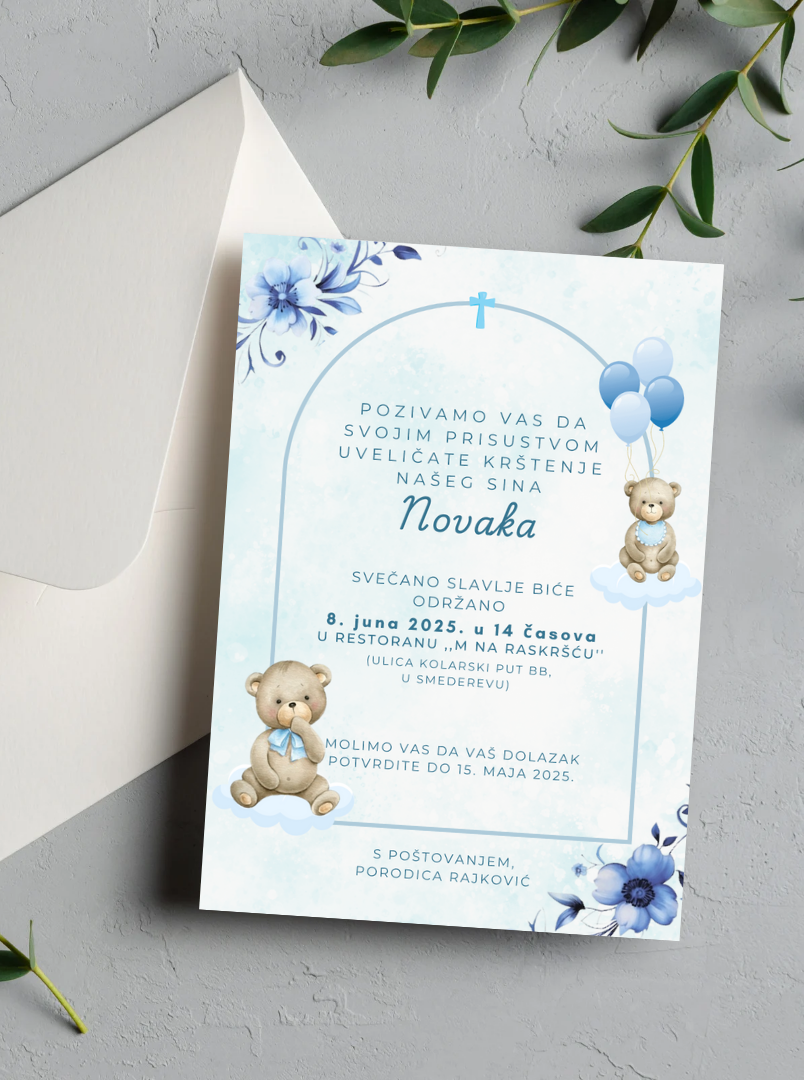 POZIVAMO VAS DA
SVOJIM PRISUSTVOM
UVELIČATE KRŠTENJE
NAŠEG SINA
Novaka
SVEČANO SLAVLJE BIĆE
ODRŽANO
8. juna 2025. u 14 časova
U RESTORANU ,,M NA RASKRŠĆU''
(ULICA KOLARSKI PUT BB,
U SMEDEREVU)
MOLIMO VAS DA VAŠ DOLAZAK
POTVRDITE DO 15. MAJA 2025.
S POŠTOVANJEM,
PORODICA RAJKOVIĆ